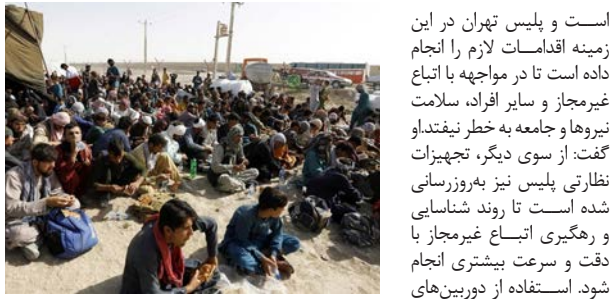 است و پلیس تهران در این
زمینه اقدامات لازم را انجام
داده است تا در مواجهه با اتباع
غیرمجاز و سایر افراد، سلامت
نیروها و جامعه به خطر نیفتد.او
گفت: از سوی دیگر، تجهیزات
نظارتی پلیس نیز به‌روزرسانی
شده است تا روند شناسایی
و رهگیری اتباع غیرمجاز با
دقت و سرعت بیشتری انجام
شود. استفاده از دوربین‌های